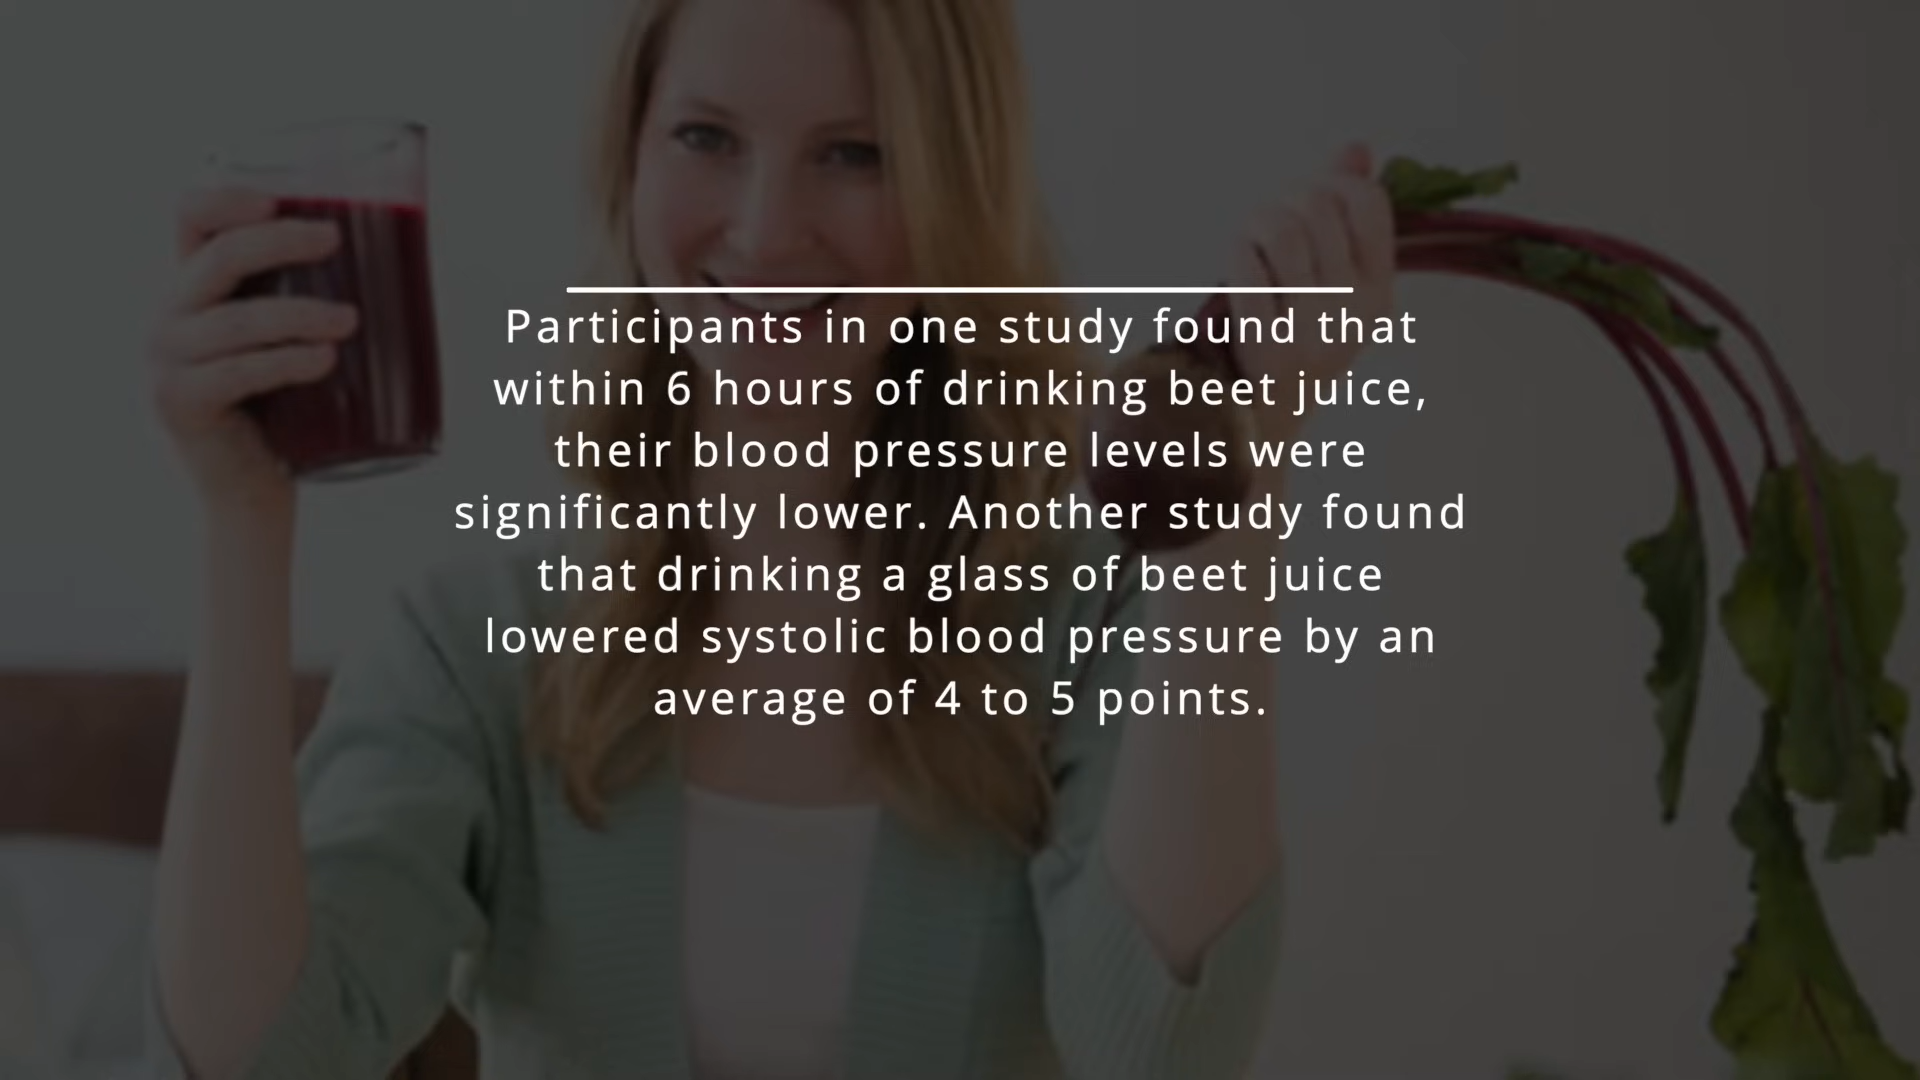 Participants in one study found that
within 6 hours of drinking beet juice,
their blood pressure levels were
significantly lower. Another study found
that drinking a glass of beet juice
lowered systolic blood pressure by an
average of 4 to 5 points.